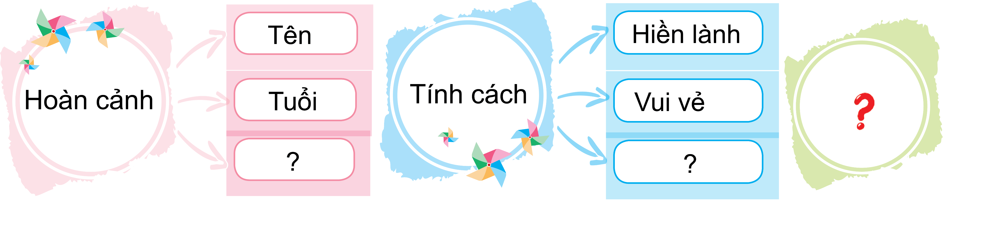 Hoàn cảnh
Tên
Tuổi
?
Tính cách
Hiền lành
Vui vẻ
?
?